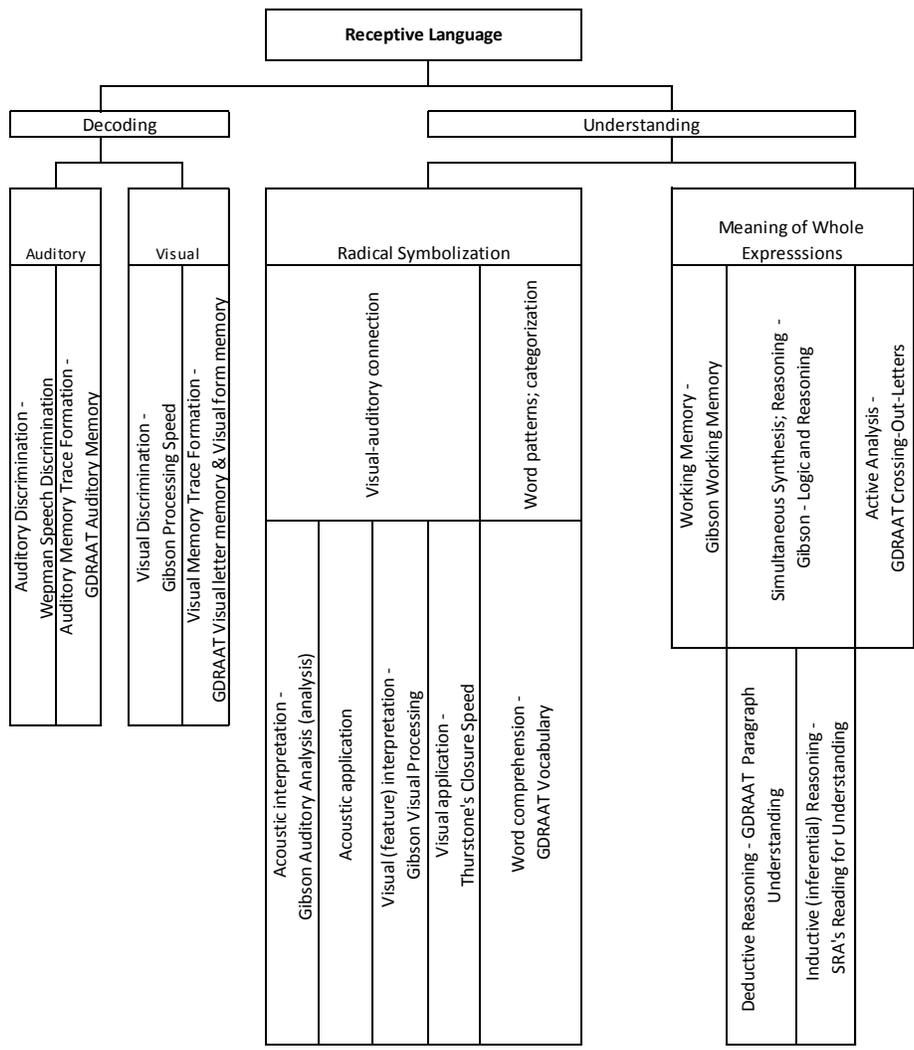 Receptive Language
Decoding
Understanding
Auditory
Visual
Radical Symbolization
Meaning of Whole
Expresssions
Auditory Discrimination -
Wepman Speech Discrimination
Auditory Memory Trace Formation -
GDRAAT Auditory Memory
Visual Discrimination -
Gibson Processing Speed
Visual Memory Trace Formation -
GDRAAT Visual letter memory & Visual form memory
Visual-auditory connection
Word patterns; categorization
Acoustic interpretation -
Gibson Auditory Analysis (analysis)
Acoustic application
Visual (feature) interpretation -
Gibson Visual Processing
Visual application -
Thurstone's Closure Speed
Word comprehension -
GDRAAT Vocabulary
Working Memory -
Gibson Working Memory
Simultaneous Synthesis; Reasoning -
Gibson - Logic and Reasoning
Active Analysis -
GDRAAT Crossing-Out-Letters
Deductive Reasoning - GDRAAT Paragraph
Understanding
Inductive (inferential) Reasoning -
SRA's Reading for Understanding